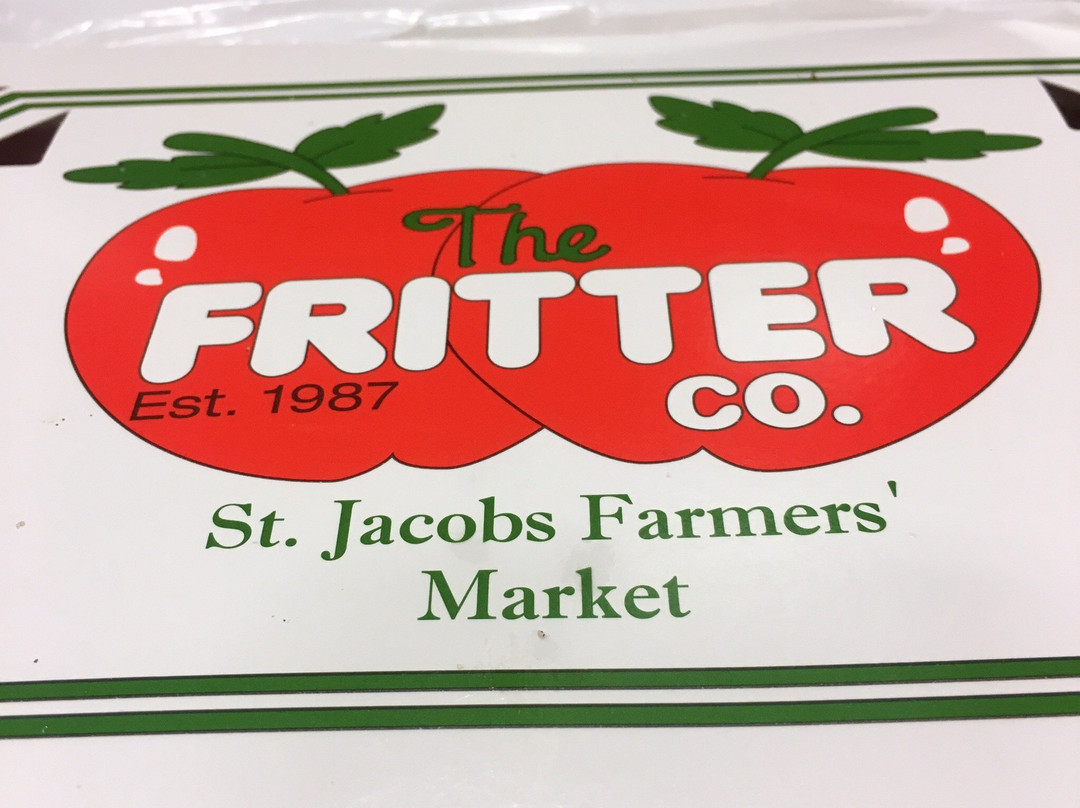 The
FRITTER
CO.
Est. 1987
St. Jacobs Farmers'
Market